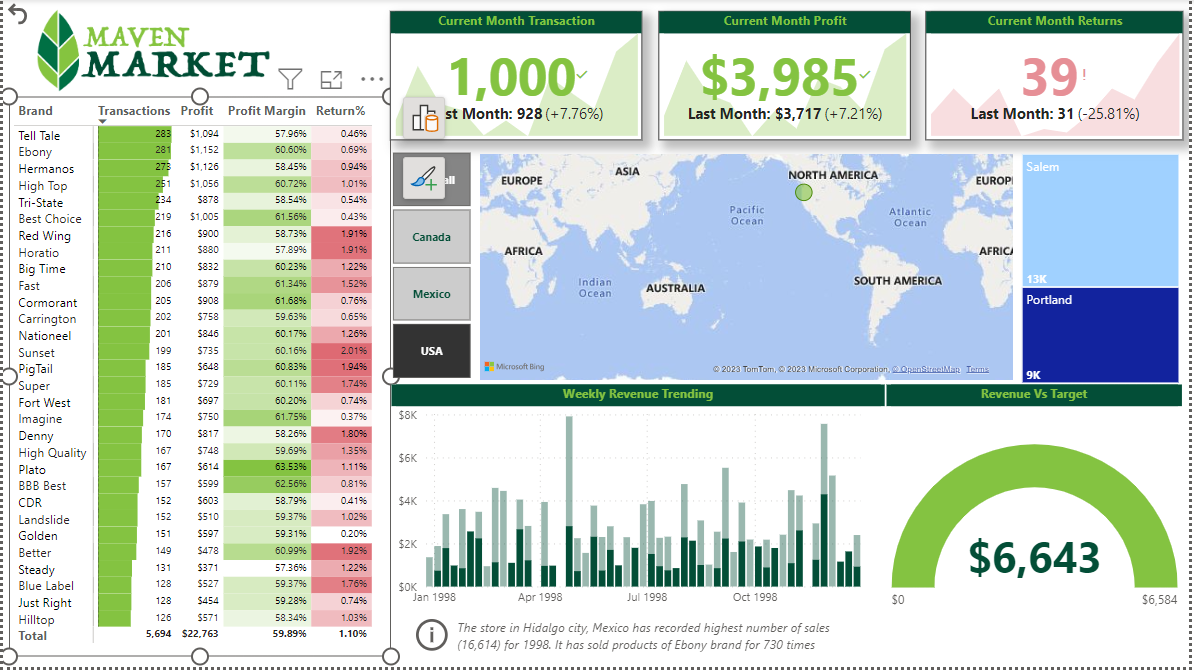 MAVEN
MARKET
Current Month Transaction
1,000
st Month: 928 (+7.76%)
Current Month Profit
$3,985
Last Month: $3,717 (+7.21%)
Current Month Returns
39!
Last Month: 31 (-25.81%)
Brand Transactions Profit Profit Margin Return%
Tell Tale 283 $1,094 57.96% 0.46%
Ebony 281 $1,152 60.60% 0.69%
Hermanos 273 $1,126 58.45% 0.94%
High Top 251 $1,056 60.72% 1.01%
Tri-State 234 $878 58.54% 0.54%
Best Choice 219 $1,005 61.56% 0.43%
Red Wing 216 $900 58.73% 1.91%
Horatio 211 $880 57.89% 1.91%
Big Time 210 $832 60.23% 1.22%
Fast 206 $879 61.34% 1.52%
Cormorant 205 $908 61.68% 0.76%
Carrington 202 $758 59.63% 0.65%
Nationeel 201 $846 60.17% 1.26%
Sunset 199 $735 60.16% 2.01%
PigTail 185 $648 60.83% 1.94%
Super 185 $729 60.11% 1.74%
Fort West 181 $697 60.20% 0.74%
Imagine 174 $750 61.75% 0.37%
Denny 170 $817 58.26% 1.80%
High Quality 167 $748 59.69% 1.35%
Plato 167 $614 63.53% 1.11%
BBB Best 157 $599 62.56% 0.81%
CDR 152 $603 58.79% 0.41%
Landslide 152 $510 59.37% 1.02%
Golden 151 $597 59.31% 0.20%
Better 149 $478 60.99% 1.92%
Steady 131 $371 57.36% 1.22%
Blue Label 128 $527 59.37% 1.76%
Just Right 128 $454 59.28% 0.74%
Hilltop 126 $571 58.34% 1.03%
Total 5,694 $22,763 59.89% 1.10%
all
Canada
Mexico
USA
EUROPE
ASIA
NORTH AMERICA
EUROP
Pacific
Ocean
Atlantic
Ocean
AFRICA
AFRICA
Indian
Ocean
AUSTRALIA
SOUTH AMERICA
Microsoft Bing
© 2023 TomTom, © 2023 Microsoft Corporation, © OpenStreetMap Terms
Salem
13K
Portland
9K
Weekly Revenue Trending
$8K
$6K
$4K
$2K
$0K
Jan 1998 Apr 1998 Jul 1998 Oct 1998
Revenue Vs Target
$6,643
$0 $6,584
The store in Hidalgo city, Mexico has recorded highest number of sales
(16,614) for 1998. It has sold products of Ebony brand for 730 times